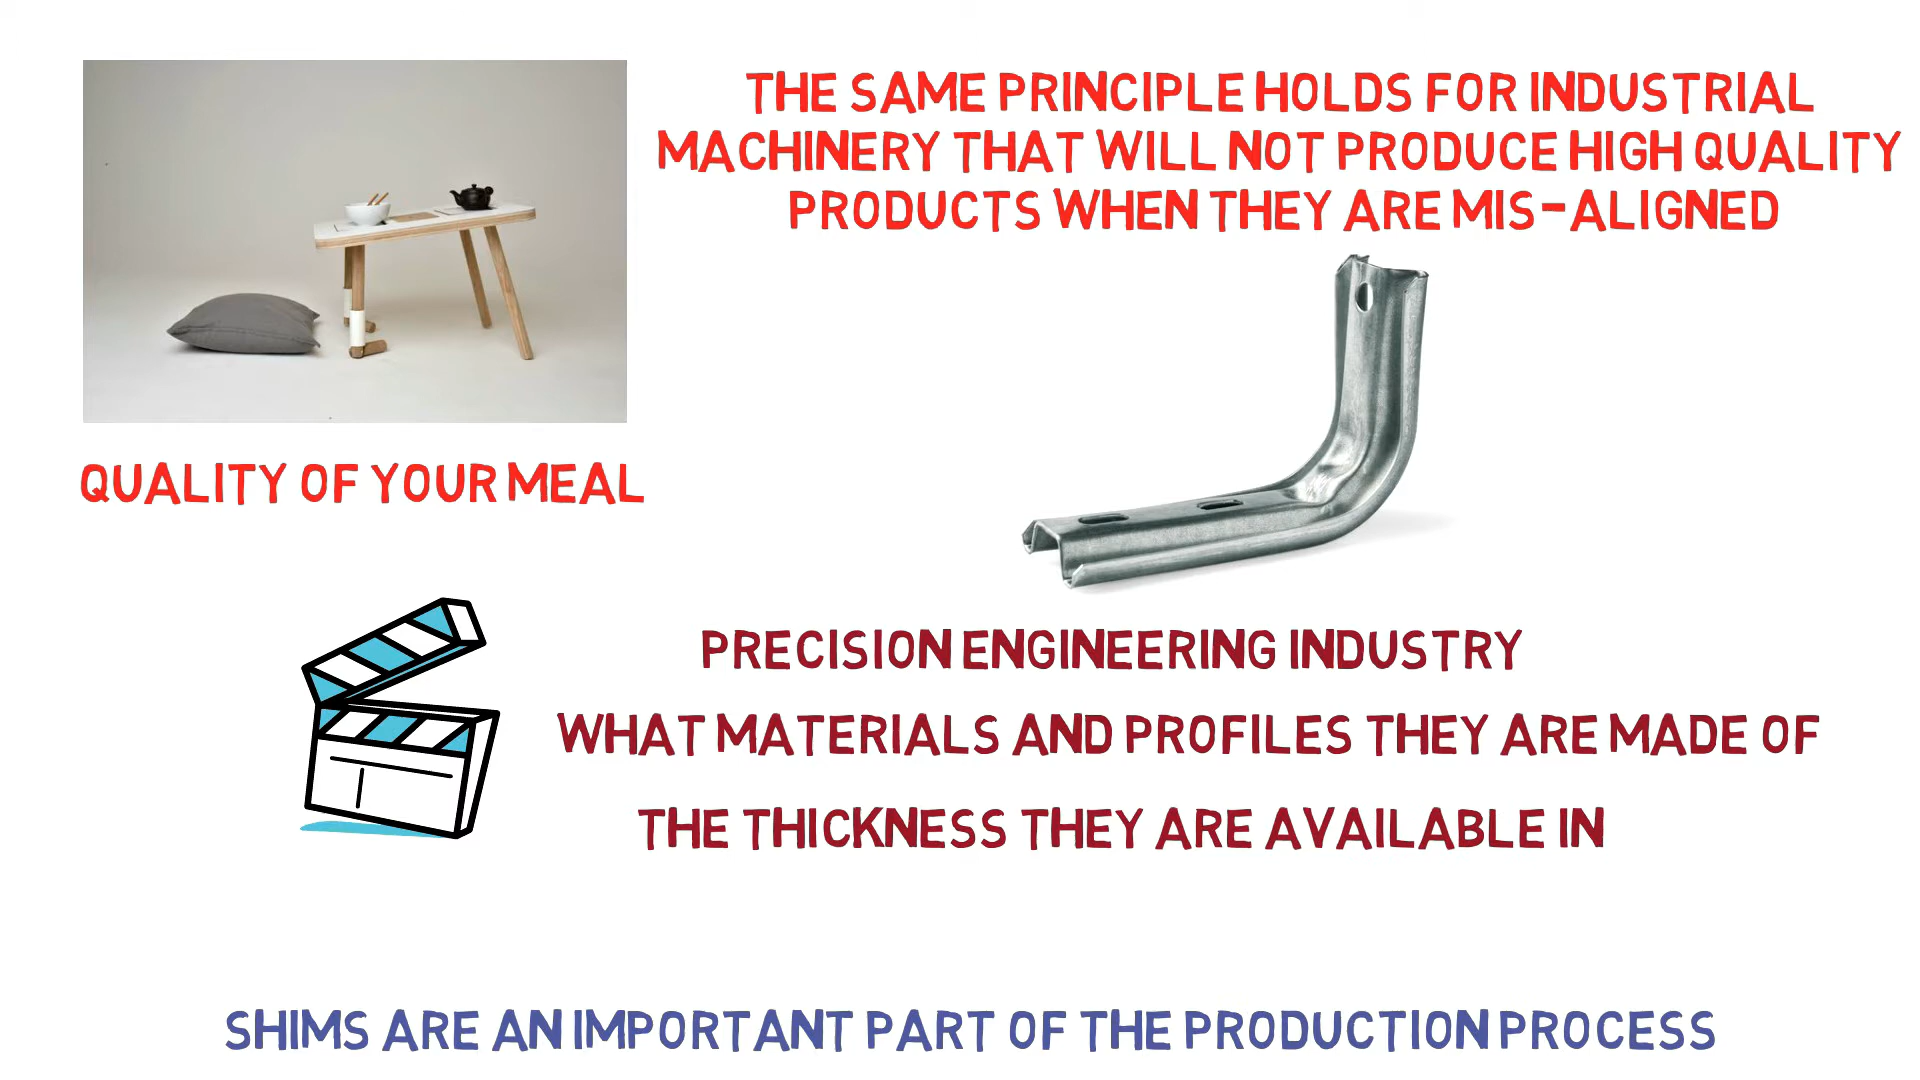 THE SAME PRINCIPLE HOLDS FOR INDUSTRIAL
MACHINERY THAT WILL NOT PRODUCE HIGH QUALITY
PRODUCTS WHEN THEY ARE MIS-ALIGNED
QUALITY OF YOUR MEAL
PRECISION ENGINEERING INDUSTRY
WHAT MATERIALS AND PROFILES THEY ARE MADE OF
THE THICKNESS THEY ARE AVAILABLE IN
SHIMS ARE AN IMPORTANT PART OF THE PRODUCTION PROCESS